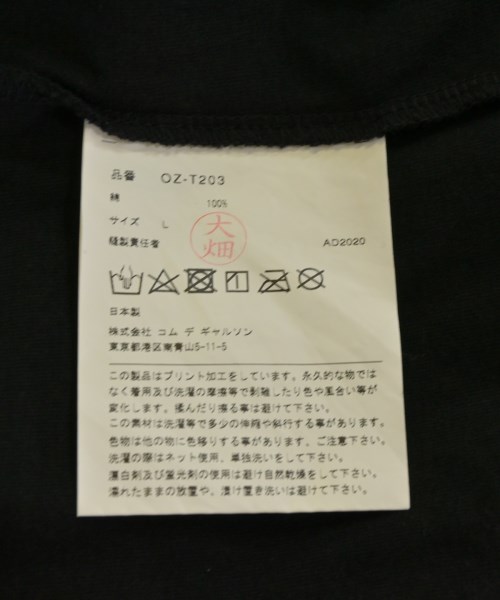 品番 OZ-T203
綿 100%
サイズ L
縫製責任者 大畑 AD2020
日本製
株式会社 コム デ ギャルソン
東京都港区南青山5-11-5
この製品はプリント加工をしています。永久的な物では
なく着用及び洗濯の摩擦等で剥離したり色や風合い等が
変化します。揉んだり擦る事は避けて下さい。
この素材は洗濯等で多少の伸縮や斜行する事があります。
色物は他の物に色移りする事があります、ご注意下さい。
洗濯の際はネット使用、単独洗いをして下さい。
漂白剤及び蛍光剤の使用は避け自然乾燥をして下さい。
濡れたままの放置や、漬け置き洗いは避けて下さい。